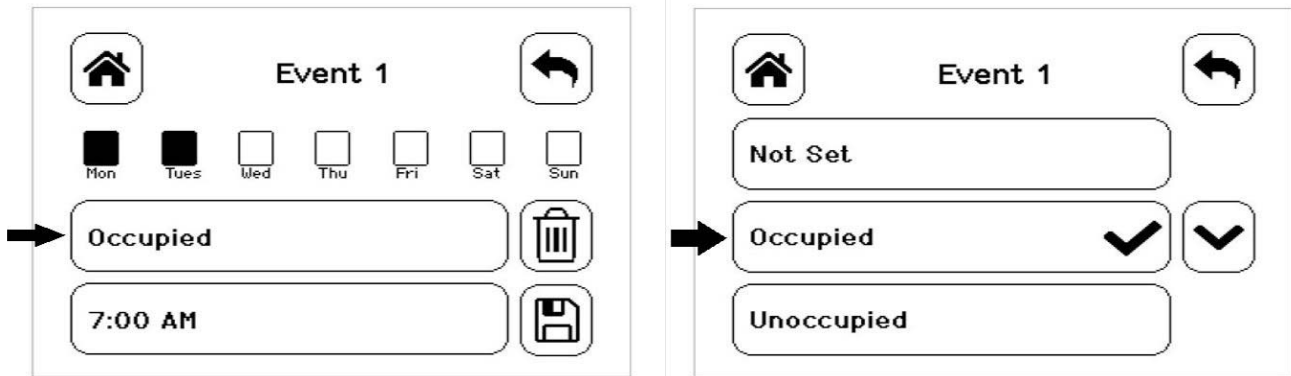 Event 1
Mon Tues Wed Thu Fri Sat Sun
Occupied
7:00 AM
Event 1
Not Set
Occupied
Unoccupied